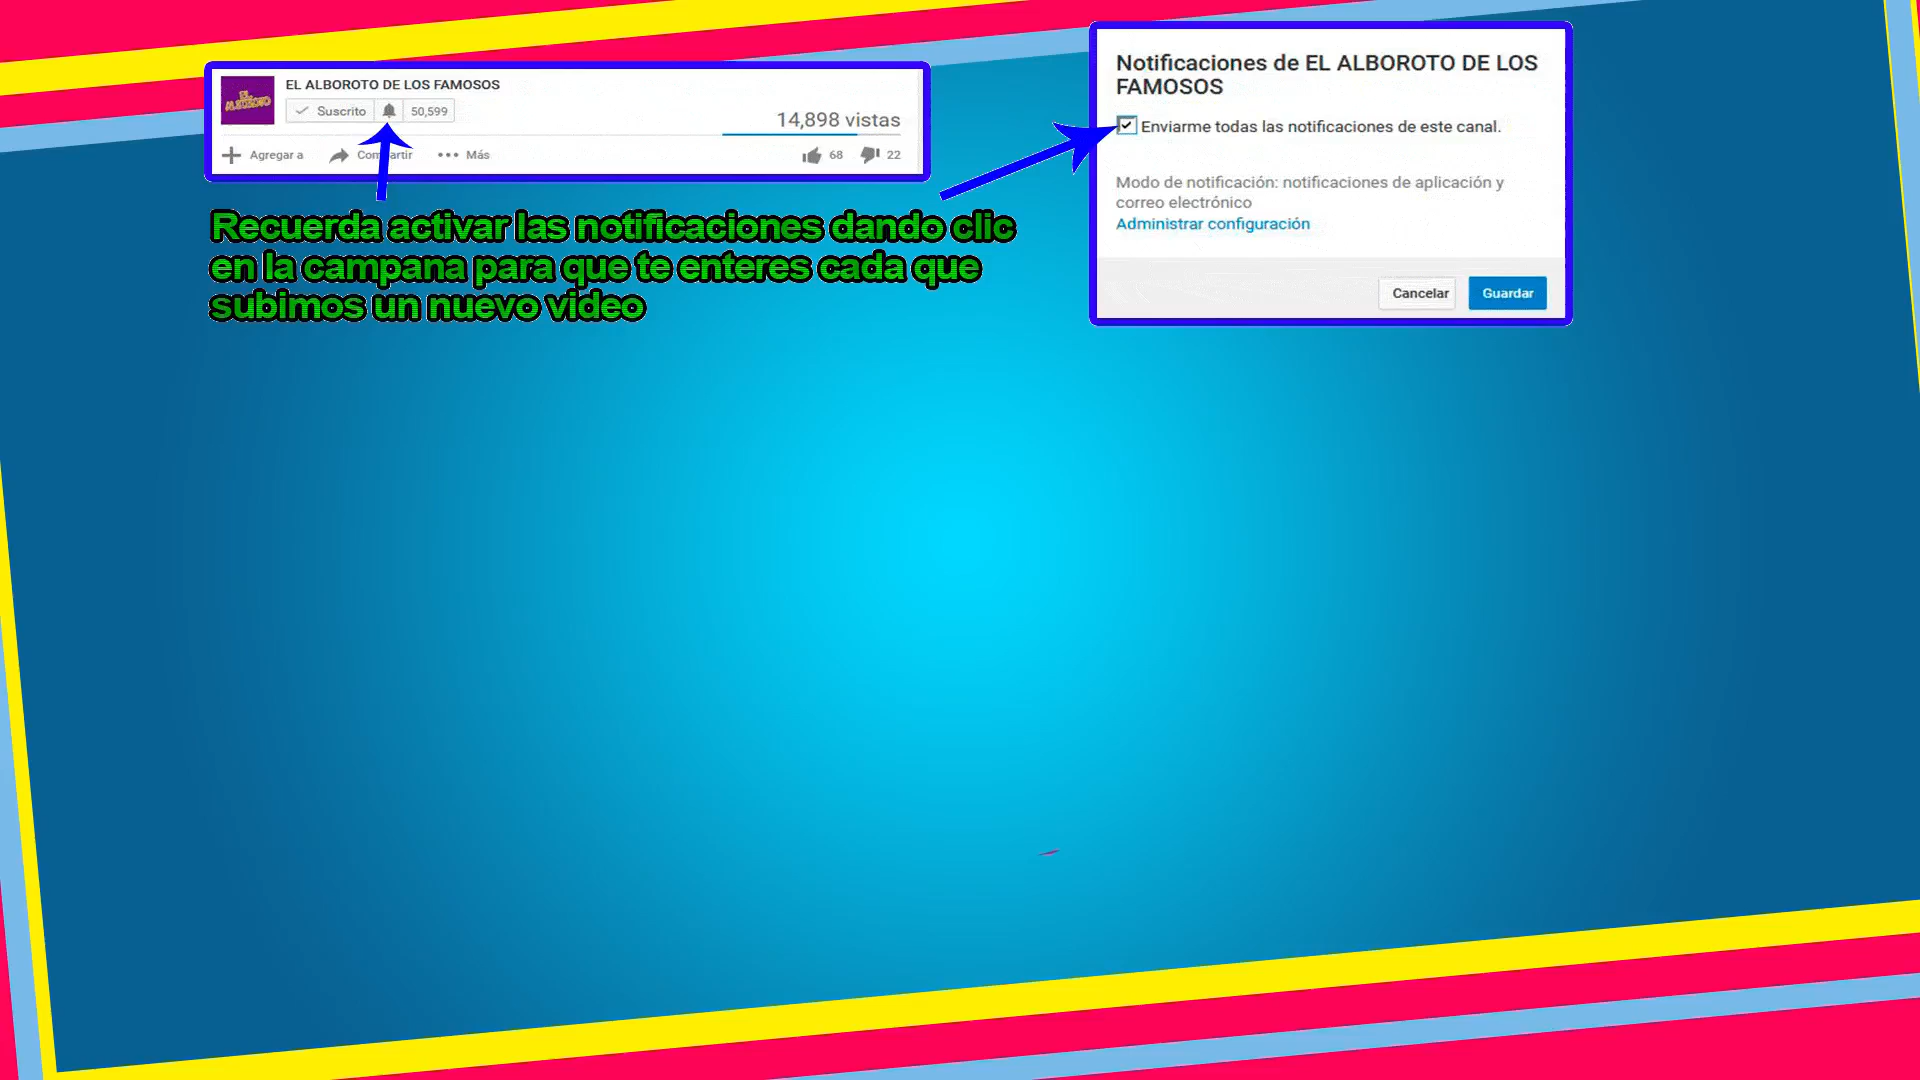 EL ALBOROTO DE LOS FAMOSOS
EL ALBOROTO
Suscrito 50,599
14,898 vistas
Agregar a Compartir Más 68 22
Recuerda activar las notificaciones dando clic
en la campana para que te enteres cada que
subimos un nuevo video
Notificaciones de EL ALBOROTO DE LOS
FAMOSOS
Enviarme todas las notificaciones de este canal.
Modo de notificación: notificaciones de aplicación y
correo electrónico
Administrar configuración
Cancelar Guardar